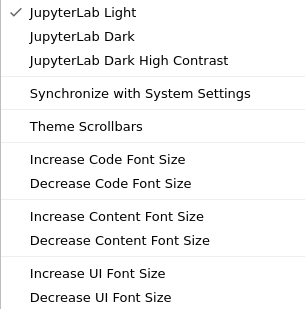 JupyterLab Light
JupyterLab Dark
JupyterLab Dark High Contrast
Synchronize with System Settings
Theme Scrollbars
Increase Code Font Size
Decrease Code Font Size
Increase Content Font Size
Decrease Content Font Size
Increase UI Font Size
Decrease UI Font Size